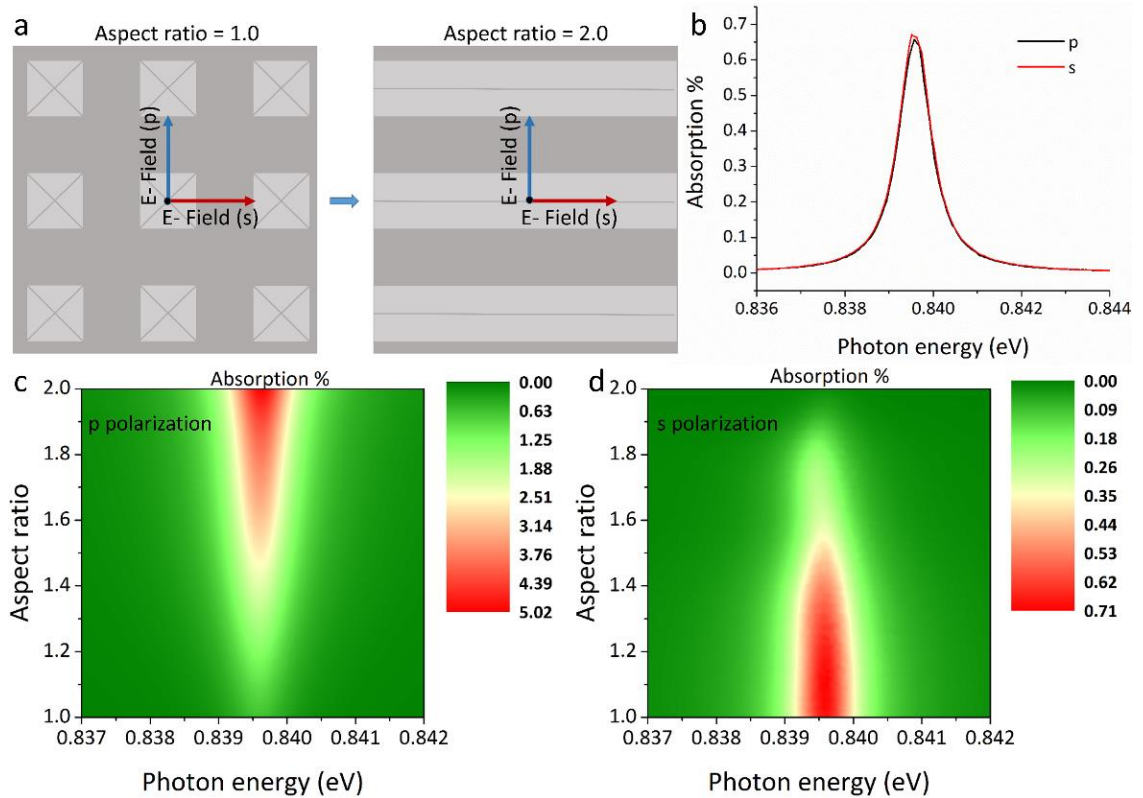 a
Aspect ratio = 1.0
Aspect ratio = 2.0
E- Field (p)
E- Field (s)
E- Field (p)
E- Field (s)
b
0.7
0.6
0.5
0.4
0.3
0.2
0.1
0.0
Absorption %
p
s
0.836
0.838
0.840
0.842
0.844
Photon energy (eV)
c
Absorption %
p polarization
2.0
1.8
1.6
1.4
1.2
1.0
Aspect ratio
0.837
0.838
0.839
0.840
0.841
0.842
Photon energy (eV)
0.00
0.63
1.25
1.88
2.51
3.14
3.76
4.39
5.02
d
Absorption %
s polarization
2.0
1.8
1.6
1.4
1.2
1.0
Aspect ratio
0.837
0.838
0.839
0.840
0.841
0.842
Photon energy (eV)
0.00
0.09
0.18
0.26
0.35
0.44
0.53
0.62
0.71